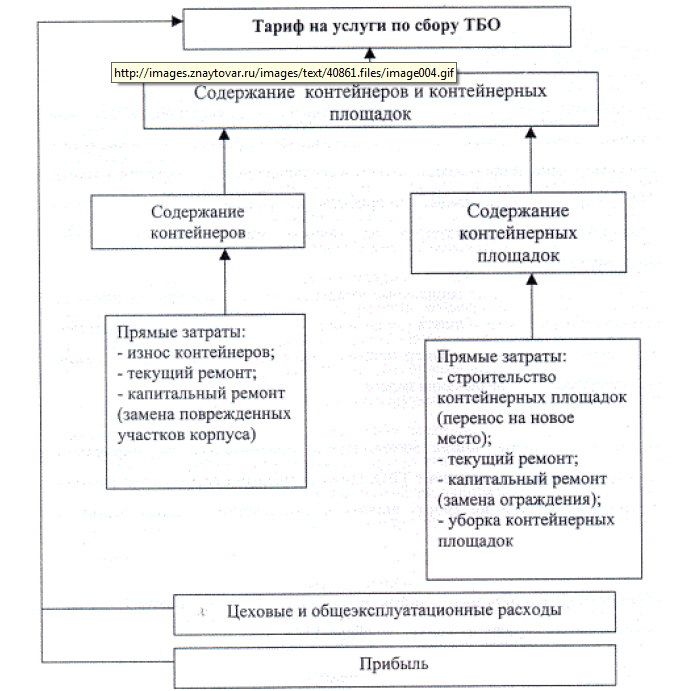 Тариф на услуги по сбору ТБО
http://images.znaytovar.ru/images/text/40861.files/image004.gif
Содержание контейнеров и контейнерных
площадок
Содержание
контейнеров
Содержание
контейнерных
площадок
Прямые затраты:
- износ контейнеров;
- текущий ремонт;
- капитальный ремонт
(замена поврежденных
участков корпуса)
Прямые затраты:
- строительство
контейнерных площадок
(перенос на новое
место);
- текущий ремонт;
- капитальный ремонт
(замена ограждения);
- уборка контейнерных
площадок
Цеховые и общеэксплуатационные расходы
Прибыль